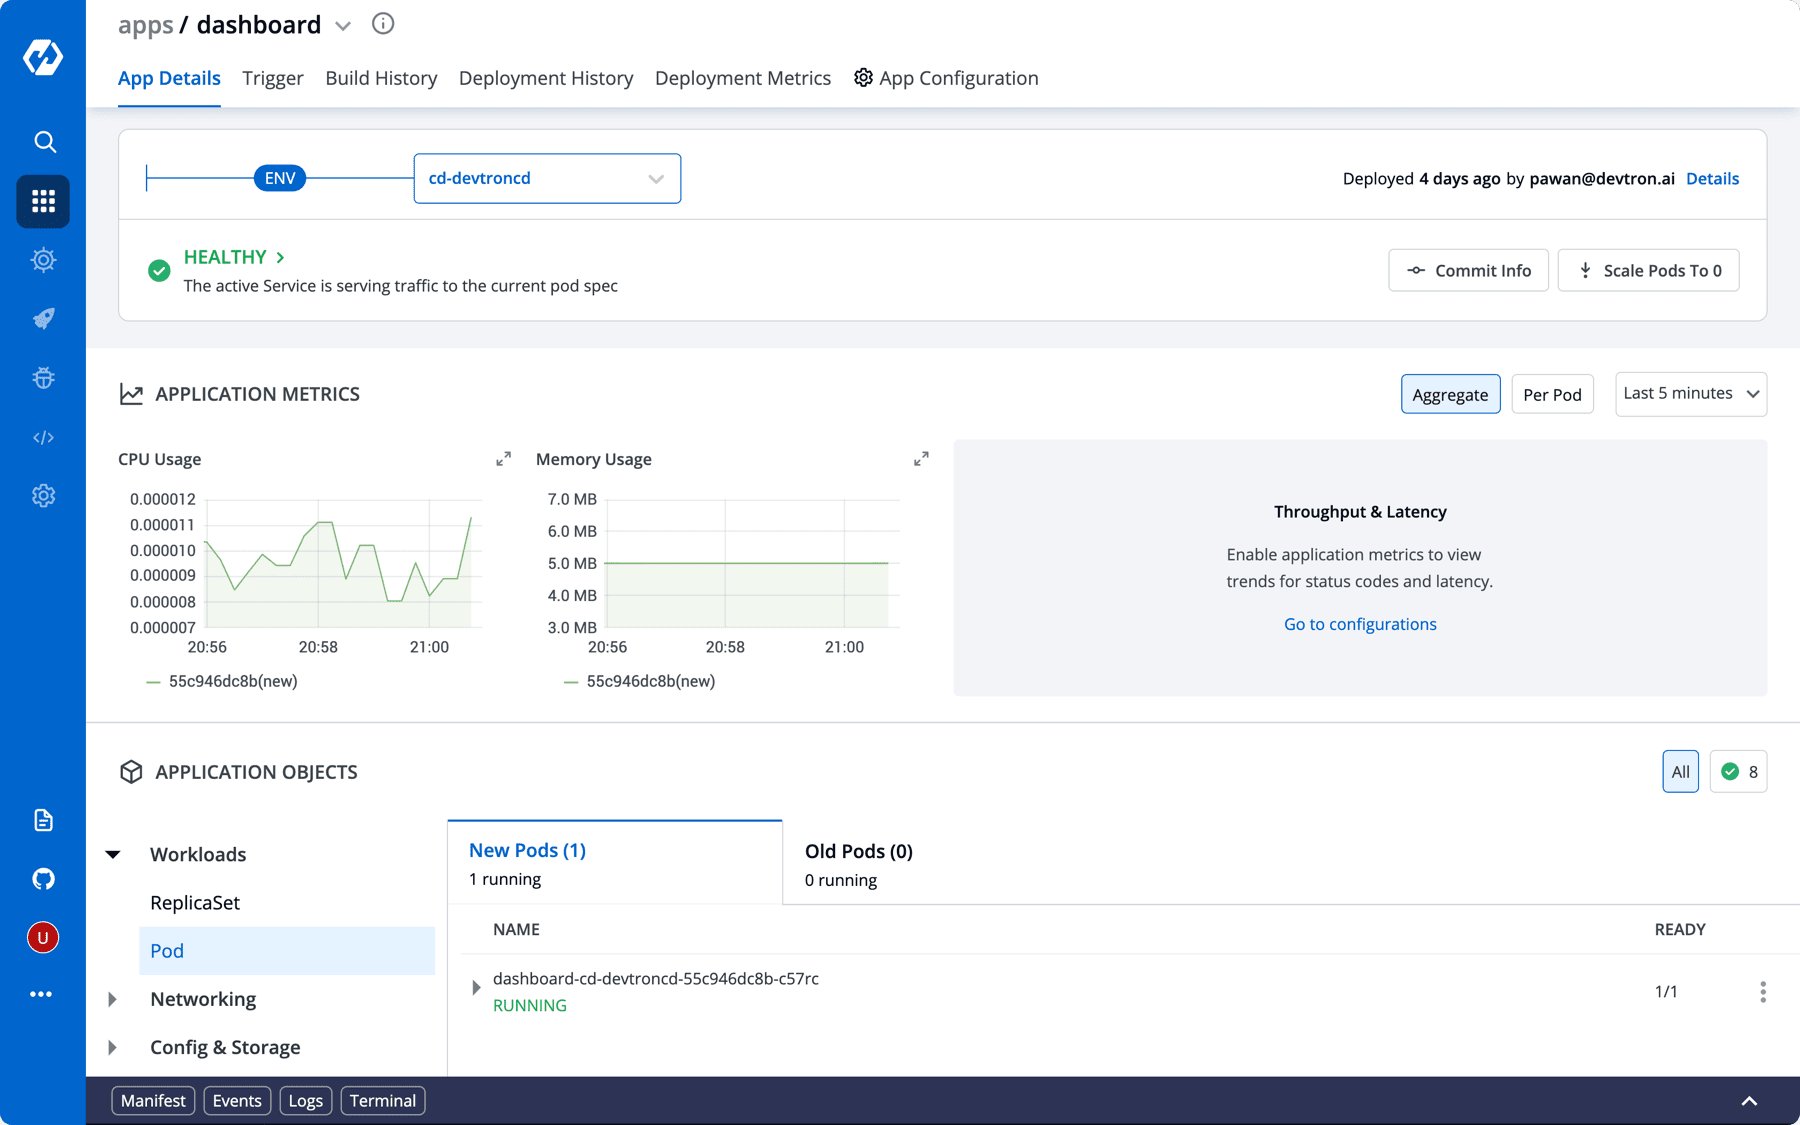 apps / dashboard
App Details Trigger Build History Deployment History Deployment Metrics App Configuration
ENV cd-devtroncd Deployed 4 days ago by pawan@devtron.ai Details
HEALTHY
The active Service is serving traffic to the current pod spec
Commit Info Scale Pods To 0
APPLICATION METRICS
Aggregate Per Pod Last 5 minutes
CPU Usage
0.000012
0.000011
0.000010
0.000009
0.000008
0.000007
20:56 20:58 21:00
55c946dc8b(new)
Memory Usage
7.0 MB
6.0 MB
5.0 MB
4.0 MB
3.0 MB
20:56 20:58 21:00
55c946dc8b(new)
Throughput & Latency
Enable application metrics to view
trends for status codes and latency.
Go to configurations
APPLICATION OBJECTS
All 8
Workloads
ReplicaSet
Pod
Networking
Config & Storage
New Pods (1)
1 running
Old Pods (0)
0 running
NAME READY
dashboard-cd-devtroncd-55c946dc8b-c57rc
RUNNING
1/1
U
Manifest Events Logs Terminal